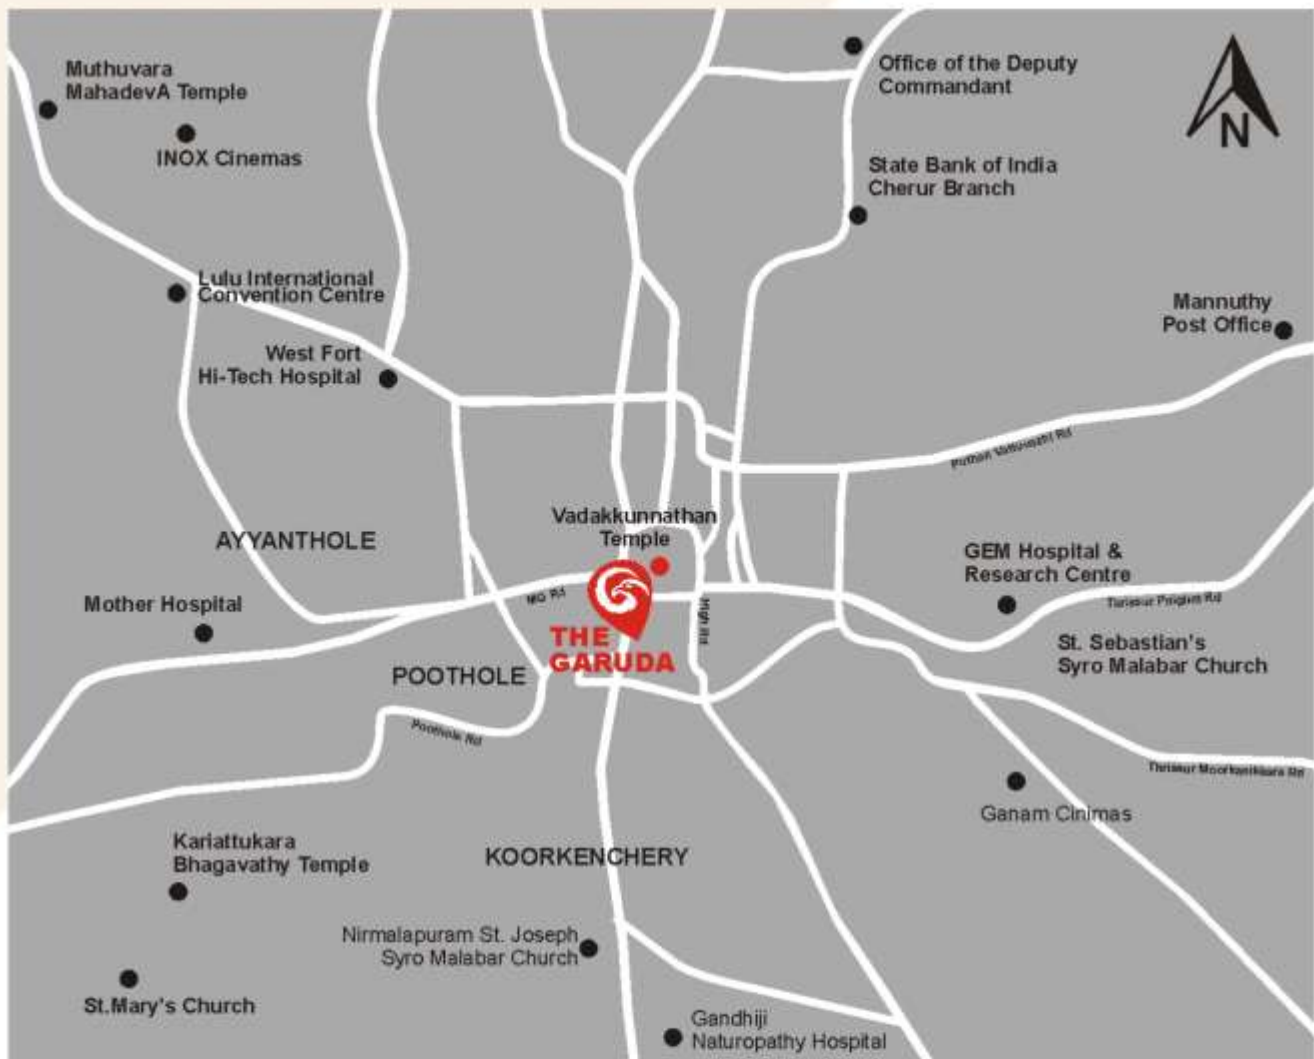 Muthuvara
MahadevA Temple
INOX Cinemas
Office of the Deputy
Commandant
N
State Bank of India
Cherur Branch
Lulu International
Convention Centre
Mannuthy
Post Office
West Fort
Hi-Tech Hospital
Vadakkunnathan
Temple
AYYANTHOLE
GEM Hospital &
Research Centre
Mother Hospital
MG Rd
High Rd
THE
GARUDA
St. Sebastian's
Syro Malabar Church
POOTHOLE
Poothole Rd
Ganam Cinimas
Kariattukara
Bhagavathy Temple
KOORKENCHERY
Nirmalapuram St. Joseph
Syro Malabar Church
St.Mary's Church
Gandhiji
Naturopathy Hospital